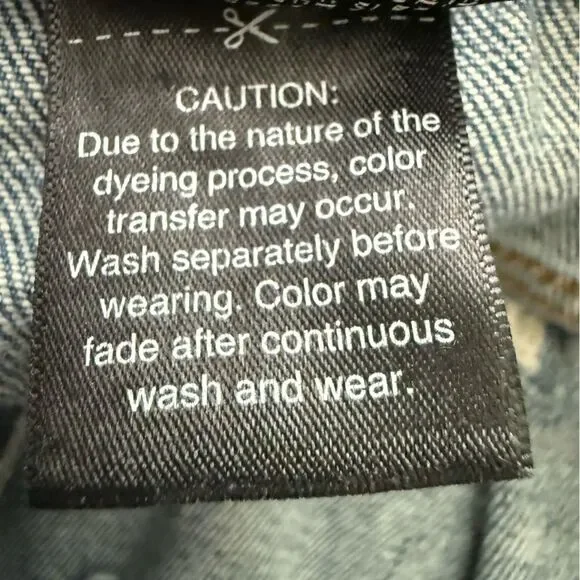 CAUTION:
Due to the nature of the
dyeing process, color
transfer may occur.
Wash separately before
wearing. Color may
fade after continuous
wash and wear.